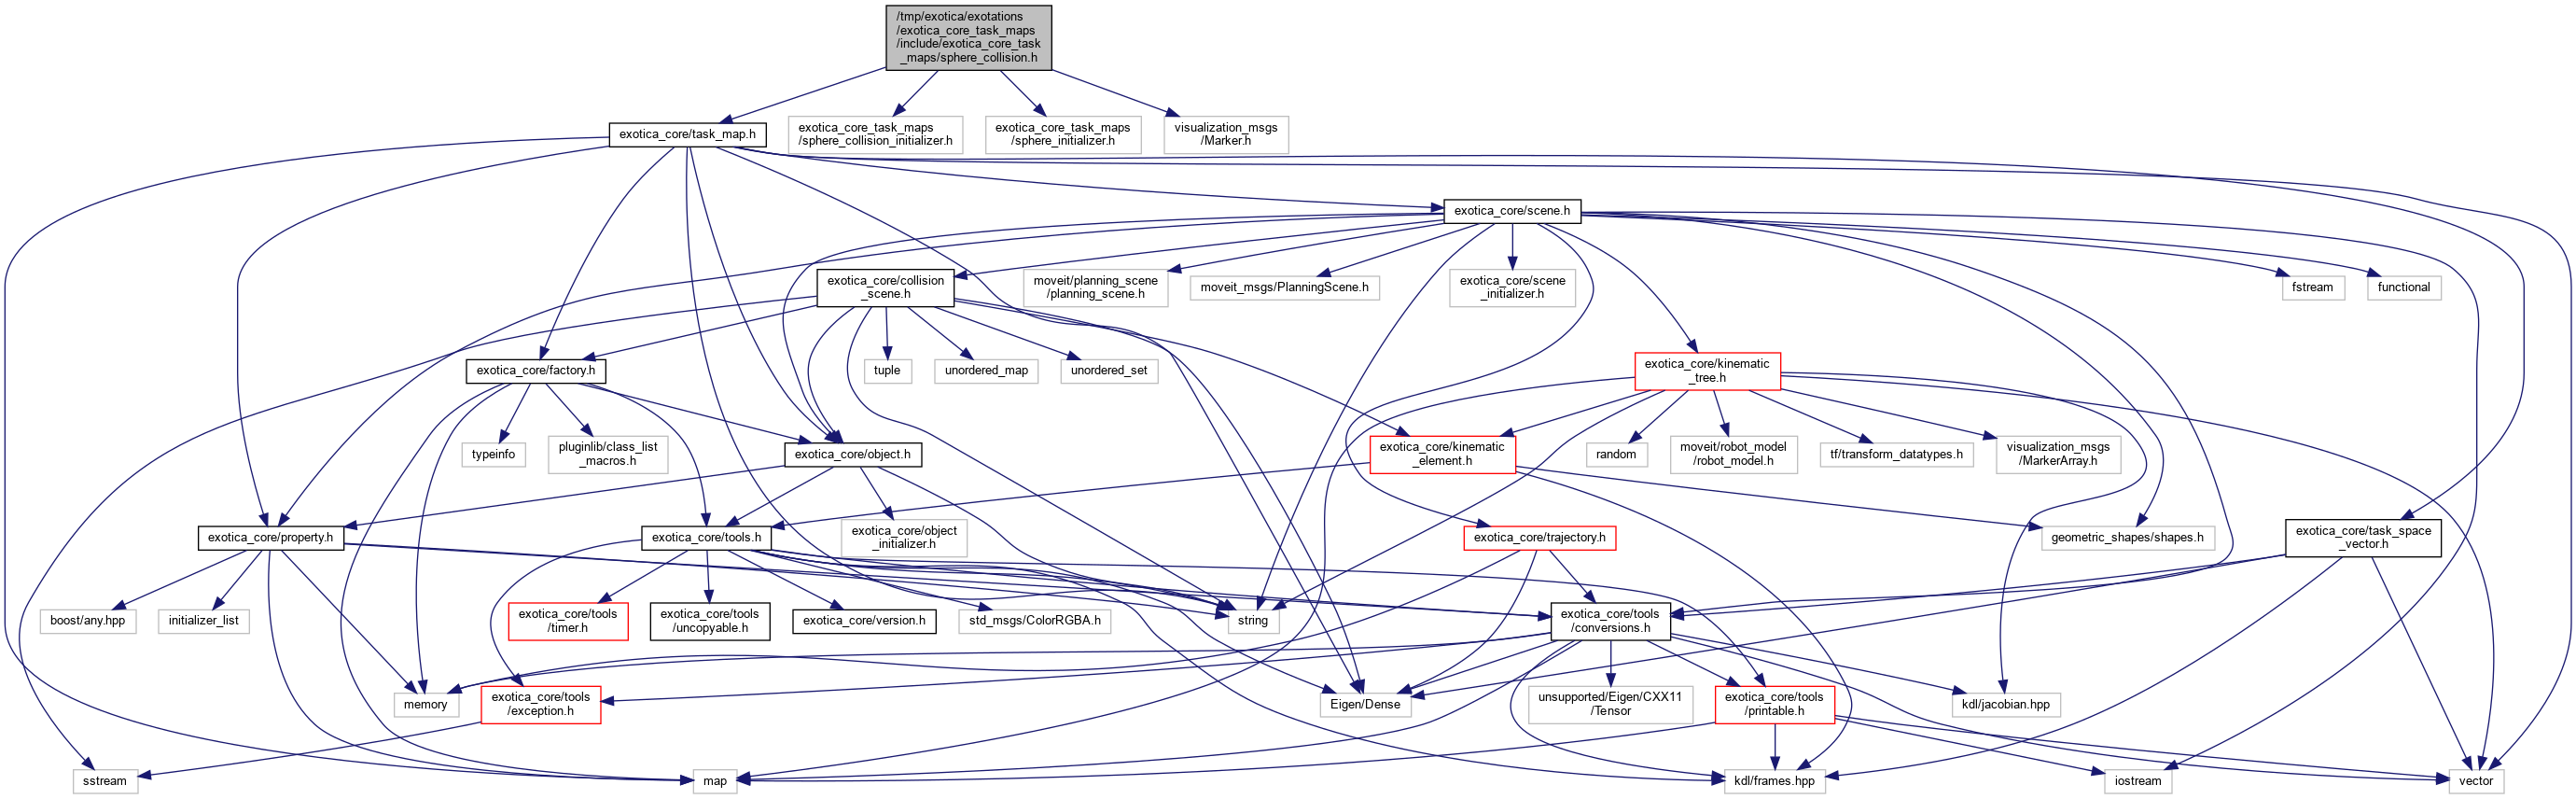 /tmp/exotica/exotations
/exotica_core_task_maps
/include/exotica_core_task
_maps/sphere_collision.h
exotica_core/task_map.h
exotica_core_task_maps
/sphere_collision_initializer.h
exotica_core_task_maps
/sphere_initializer.h
visualization_msgs
/Marker.h
exotica_core/scene.h
exotica_core/collision
_scene.h
moveit/planning_scene
/planning_scene.h
moveit_msgs/PlanningScene.h
exotica_core/scene
_initializer.h
fstream
functional
exotica_core/factory.h
tuple
unordered_map
unordered_set
exotica_core/kinematic
_tree.h
typeinfo
pluginlib/class_list
_macros.h
exotica_core/object.h
exotica_core/kinematic
_element.h
random
moveit/robot_model
/robot_model.h
tf/transform_datatypes.h
visualization_msgs
/MarkerArray.h
exotica_core/property.h
exotica_core/tools.h
exotica_core/object
_initializer.h
exotica_core/trajectory.h
geometric_shapes/shapes.h
exotica_core/task_space
_vector.h
boost/any.hpp
initializer_list
exotica_core/tools
/timer.h
exotica_core/tools
/uncopyable.h
exotica_core/version.h
std_msgs/ColorRGBA.h
string
exotica_core/tools
/conversions.h
memory
exotica_core/tools
/exception.h
Eigen/Dense
unsupported/Eigen/CXX11
/Tensor
exotica_core/tools
/printable.h
kdl/jacobian.hpp
sstream
map
kdl/frames.hpp
iostream
vector